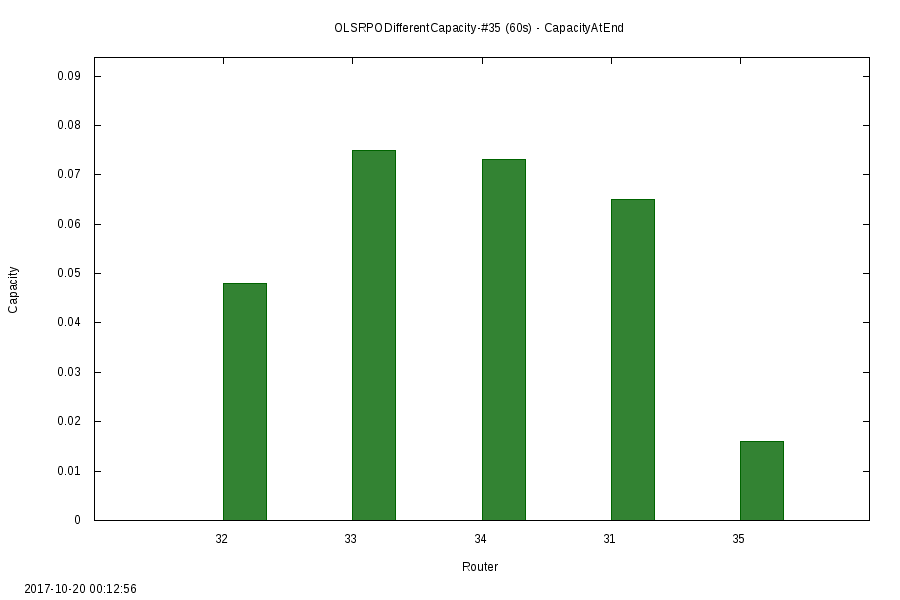 OLSRPODifferentCapacity-#35 (60s) - CapacityAtEnd
0.09
0.08
0.07
0.06
0.05
0.04
0.03
0.02
0.01
0
Capacity
32 33 34 31 35
Router
2017-10-20 00:12:56